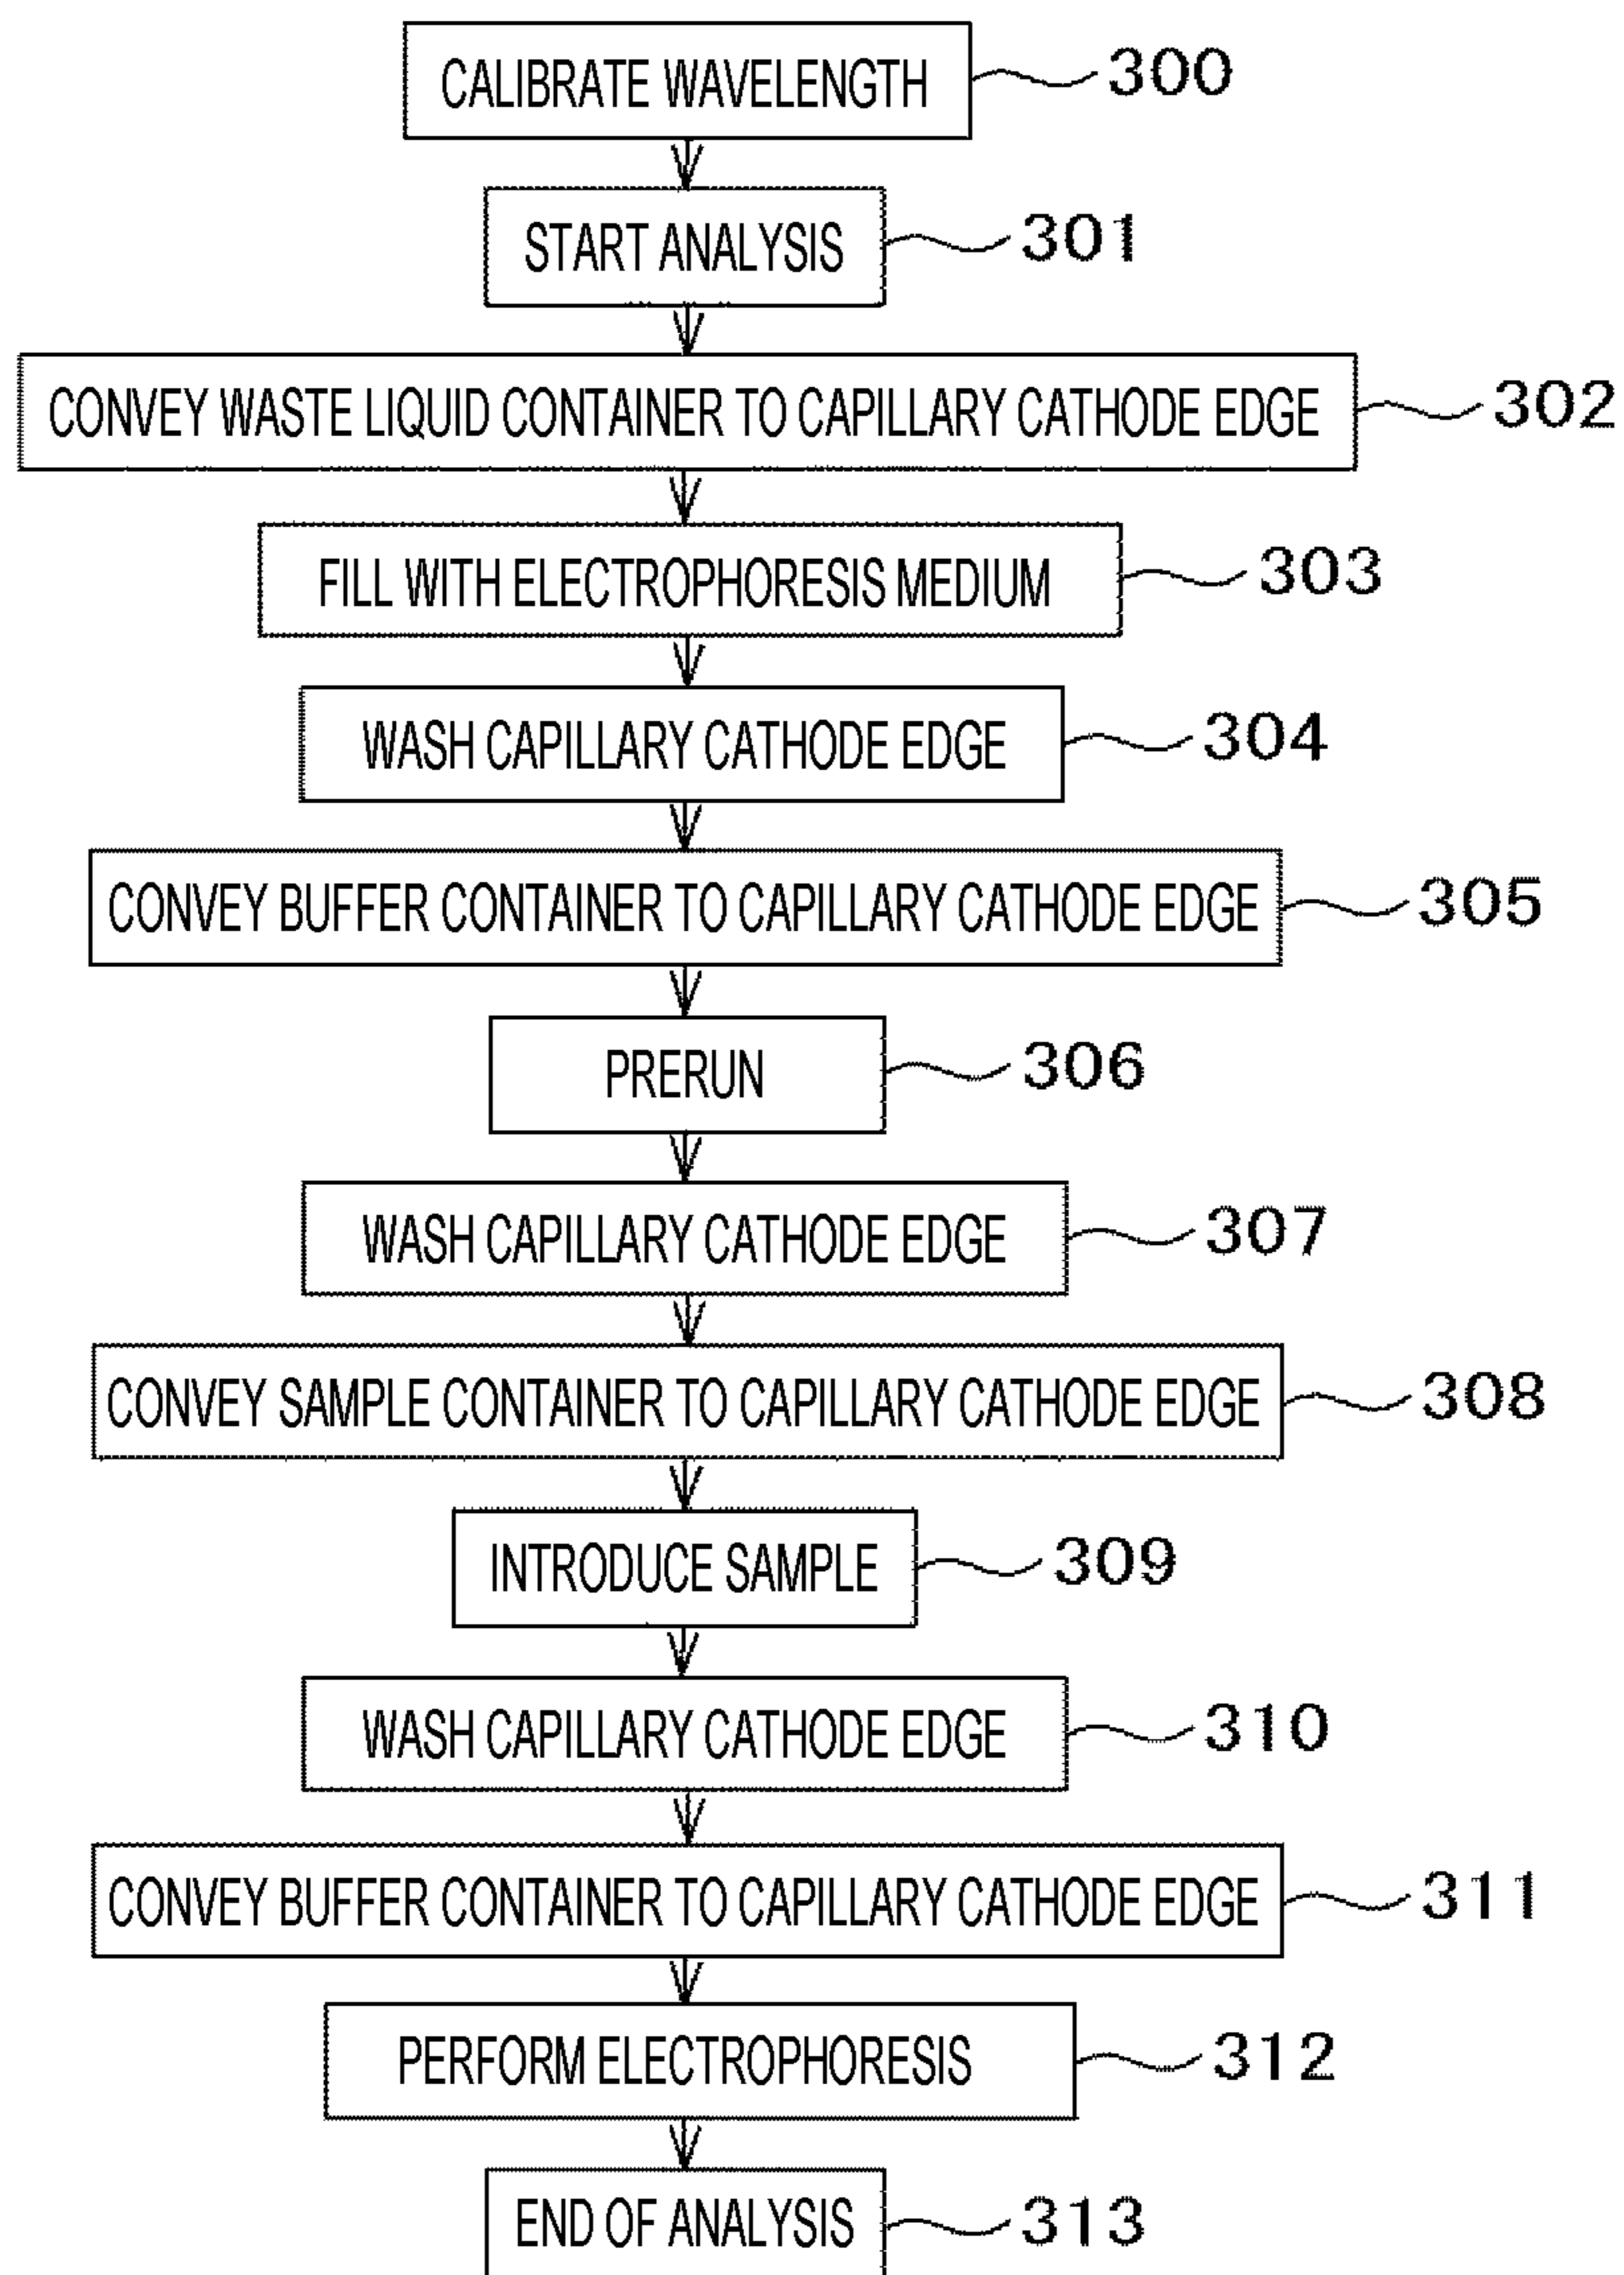 CALIBRATE WAVELENGTH 300
START ANALYSIS 301
CONVEY WASTE LIQUID CONTAINER TO CAPILLARY CATHODE EDGE 302
FILL WITH ELECTROPHORESIS MEDIUM 303
WASH CAPILLARY CATHODE EDGE 304
CONVEY BUFFER CONTAINER TO CAPILLARY CATHODE EDGE 305
PRERUN 306
WASH CAPILLARY CATHODE EDGE 307
CONVEY SAMPLE CONTAINER TO CAPILLARY CATHODE EDGE 308
INTRODUCE SAMPLE 309
WASH CAPILLARY CATHODE EDGE 310
CONVEY BUFFER CONTAINER TO CAPILLARY CATHODE EDGE 311
PERFORM ELECTROPHORESIS 312
END OF ANALYSIS 313